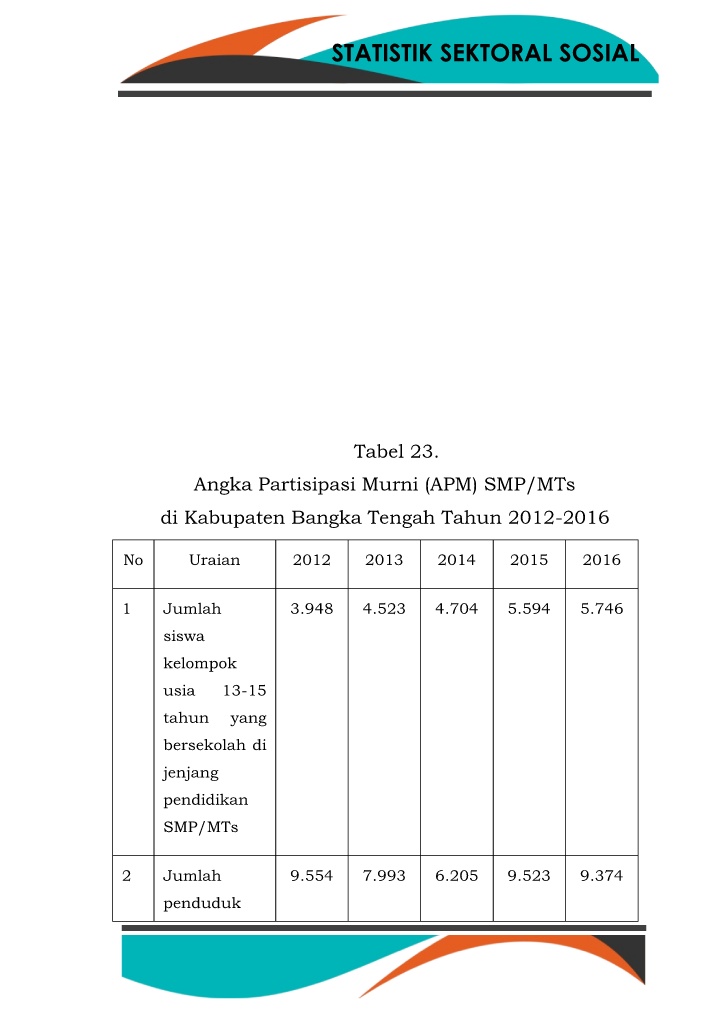 STATISTIK SEKTORAL SOSIAL
Tabel 23.
Angka Partisipasi Murni (APM) SMP/MTs
di Kabupaten Bangka Tengah Tahun 2012-2016
No Uraian 2012 2013 2014 2015 2016
1 Jumlah 3.948 4.523 4.704 5.594 5.746
siswa
kelompok
usia 13-15
tahun yang
bersekolah di
jenjang
pendidikan
SMP/MTs
2 Jumlah 9.554 7.993 6.205 9.523 9.374
penduduk